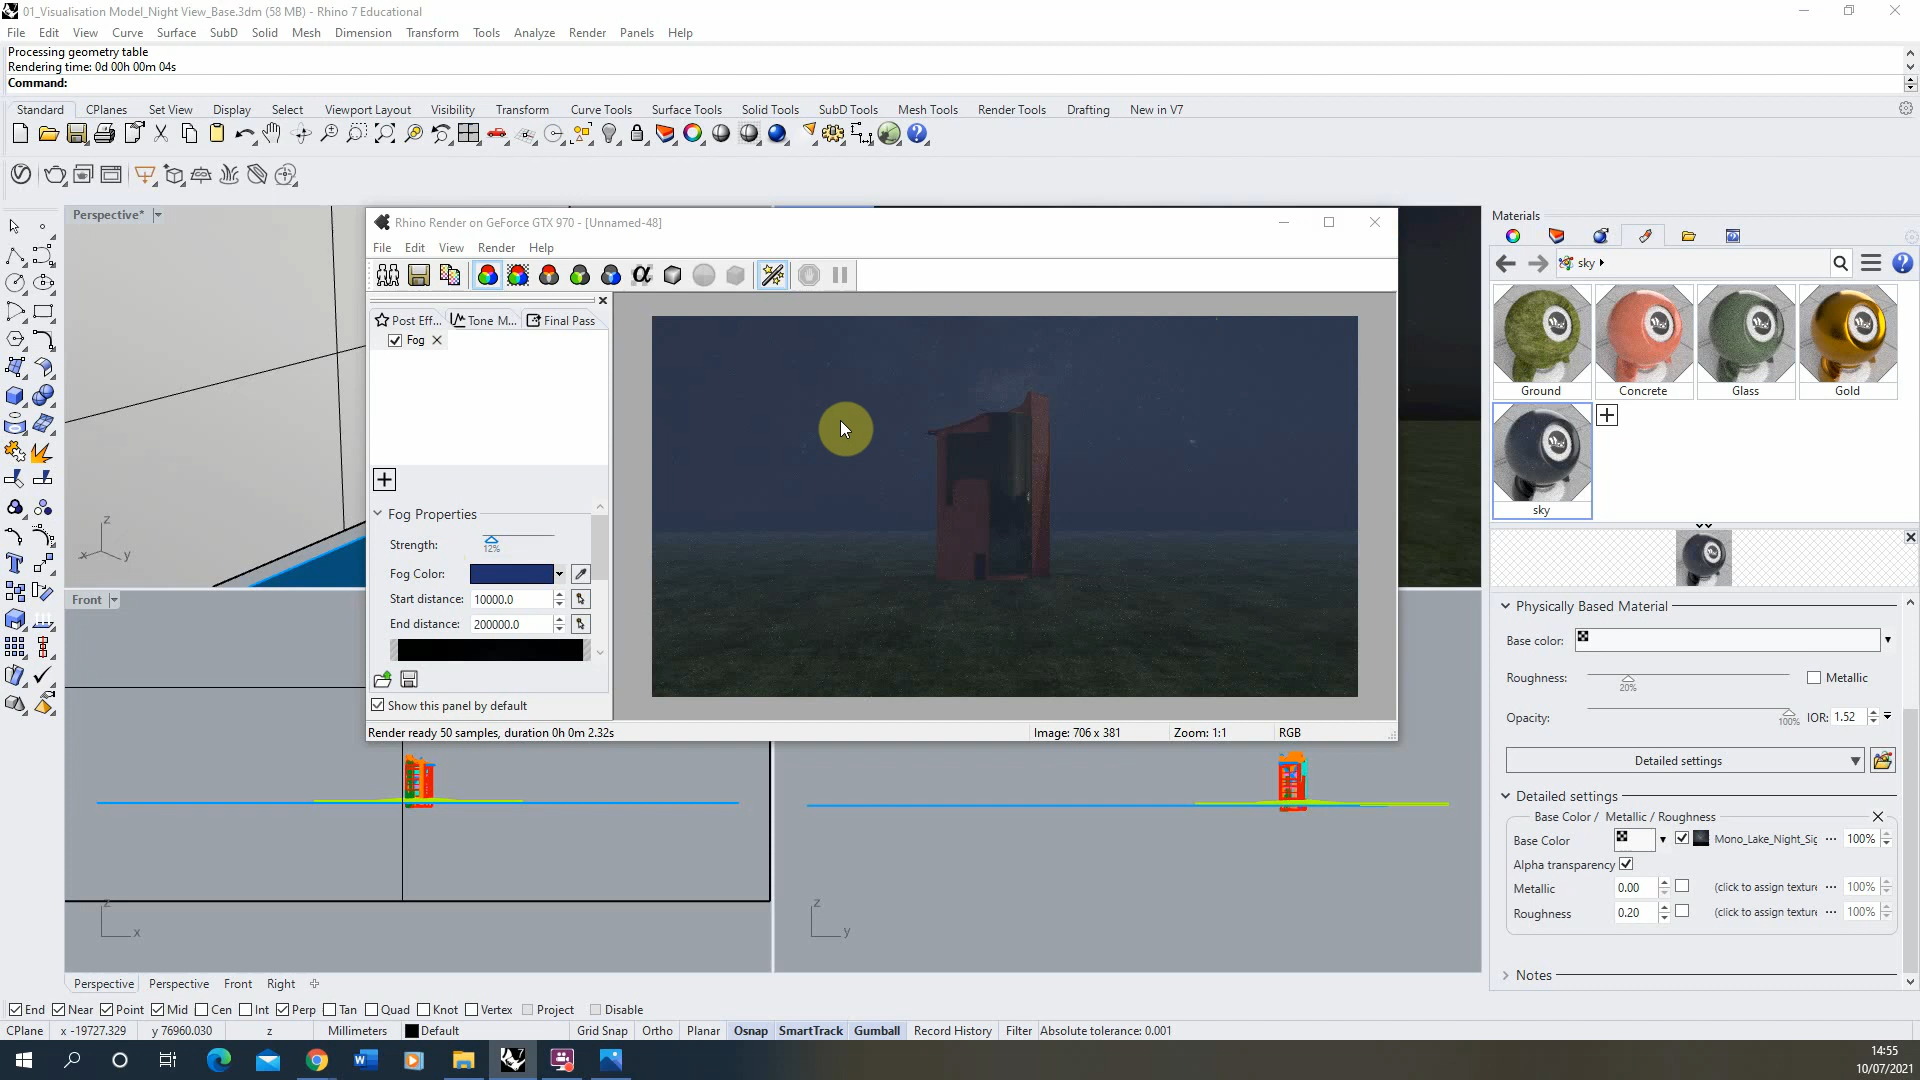 01_Visualisation Model_Night View_Base.3dm (58 MB) - Rhino 7 Educational
File Edit View Curve Surface SubD Solid Mesh Dimension Transform Tools Analyze Render Panels Help
Processing geometry table
Rendering time: 0d 00h 00m 04s
Command:
Standard CPlanes Set View Display Select Viewport Layout Visibility Transform Curve Tools Surface Tools Solid Tools SubD Tools Mesh Tools Render Tools Drafting New in V7
Perspective*
Rhino Render on GeForce GTX 970 - [Unnamed-48]
File Edit View Render Help
Post Eff... Tone M... Final Pass
Fog
Fog Properties
Strength: 12%
Fog Color:
Start distance: 10000.0
End distance: 200000.0
Show this panel by default
Render ready 50 samples, duration 0h 0m 2.32s
Image: 706 x 381
Zoom: 1:1
RGB
Materials
sky
Ground Concrete Glass Gold
sky
Physically Based Material
Base color:
Roughness: 20% Metallic
Opacity: 100% IOR: 1.52
Detailed settings
Detailed settings
Base Color / Metallic / Roughness
Base Color Mono_Lake_Night_Sig ··· 100%
Alpha transparency
Metallic 0.00 (click to assign texture ··· 100%
Roughness 0.20 (click to assign texture ··· 100%
Notes
Front
z
x
y
z
x
z
y
Perspective Perspective Front Right
End Near Point Mid Cen Int Perp Tan Quad Knot Vertex Project Disable
CPlane x -19727.329 y 76960.030 z Millimeters Default Grid Snap Ortho Planar Osnap SmartTrack Gumball Record History Filter Absolute tolerance: 0.001
14:55
10/07/2021